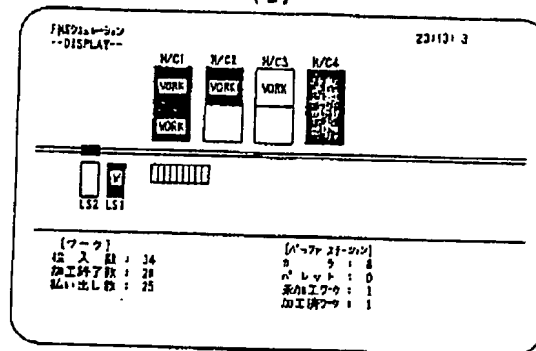 FMSシミュレーション
--DISPLAY--
23:13: 3
M/C1 M/C2 M/C3 M/C4
WORK WORK WORK
WORK
W
LS2 LS1
[ワーク]
投 入 数 : 34
加工終了数 : 28
払い出し数 : 25
[バッファ ステーション]
カ ラ : 8
パ レ ッ ト : 0
未加工ワーク : 1
加工済ワーク : 1